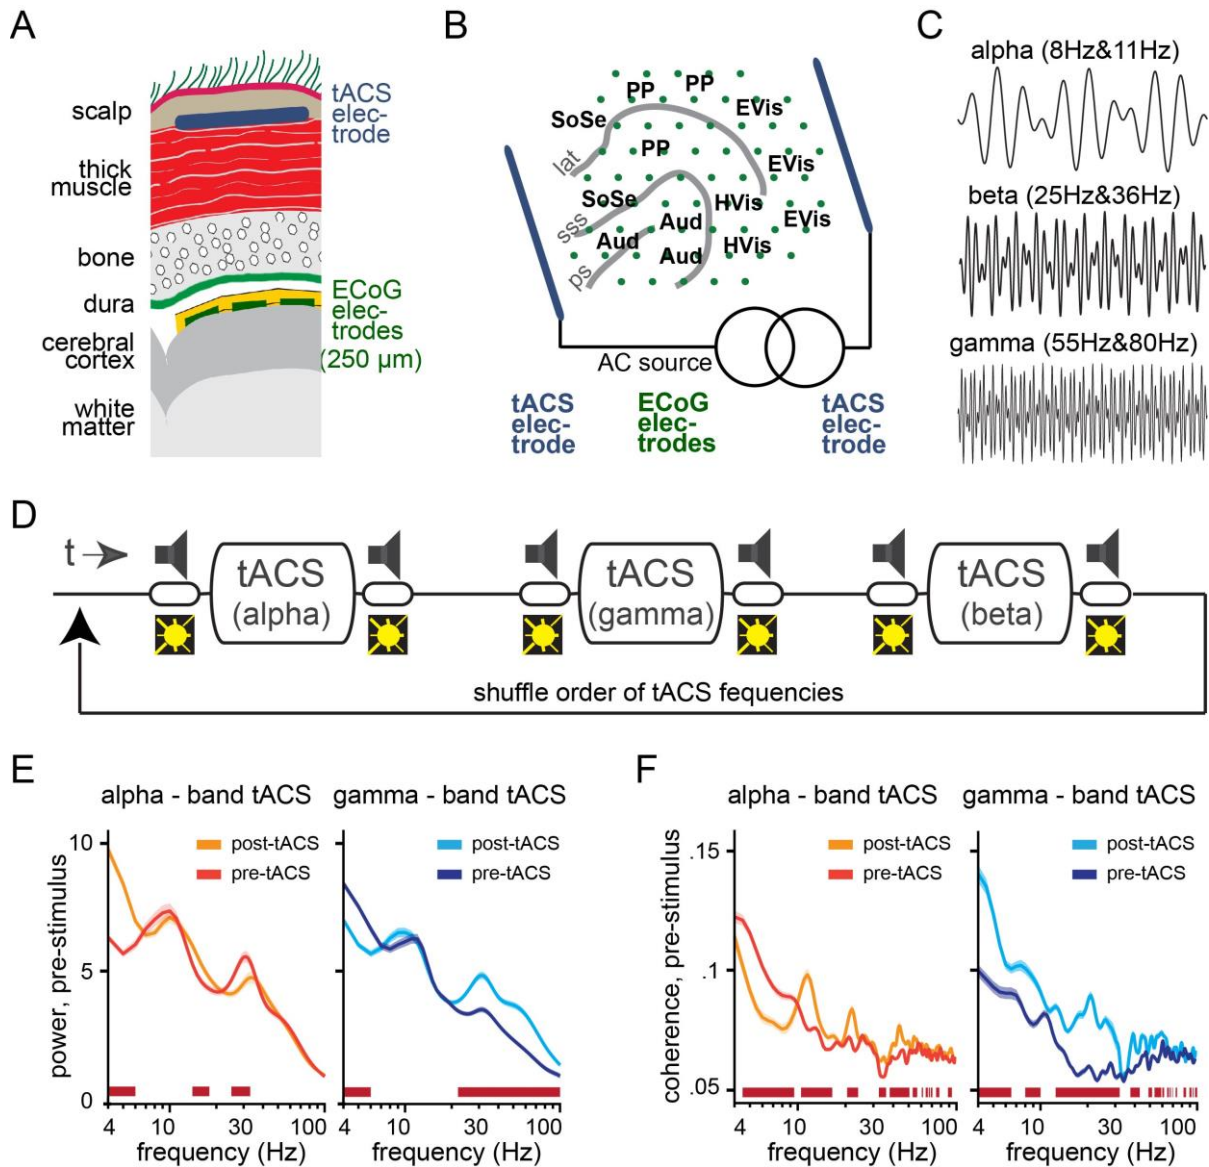 A
scalp
thick
muscle
bone
dura
cerebral
cortex
white
matter
tACS
elec-
trode
ECoG
elec-
trodes
(250 µm)
B
PP
PP
EVis
SoSe
PP
EVis
lat
SoSe
HVis
EVis
sss
Aud
Aud
HVis
Aud
ps
AC source
tACS
elec-
trode
ECoG
elec-
trodes
tACS
elec-
trode
C
alpha (8Hz&11Hz)
beta (25Hz&36Hz)
gamma (55Hz&80Hz)
D
t
tACS
(alpha)
tACS
(gamma)
tACS
(beta)
shuffle order of tACS fequencies
E
alpha - band tACS
gamma - band tACS
power, pre-stimulus
10
5
0
post-tACS
pre-tACS
post-tACS
pre-tACS
4 10 30 100
4 10 30 100
frequency (Hz)
frequency (Hz)
F
alpha - band tACS
gamma - band tACS
coherence, pre-stimulus
.15
.1
.05
post-tACS
pre-tACS
post-tACS
pre-tACS
4 10 30 100
4 10 30 100
frequency (Hz)
frequency (Hz)